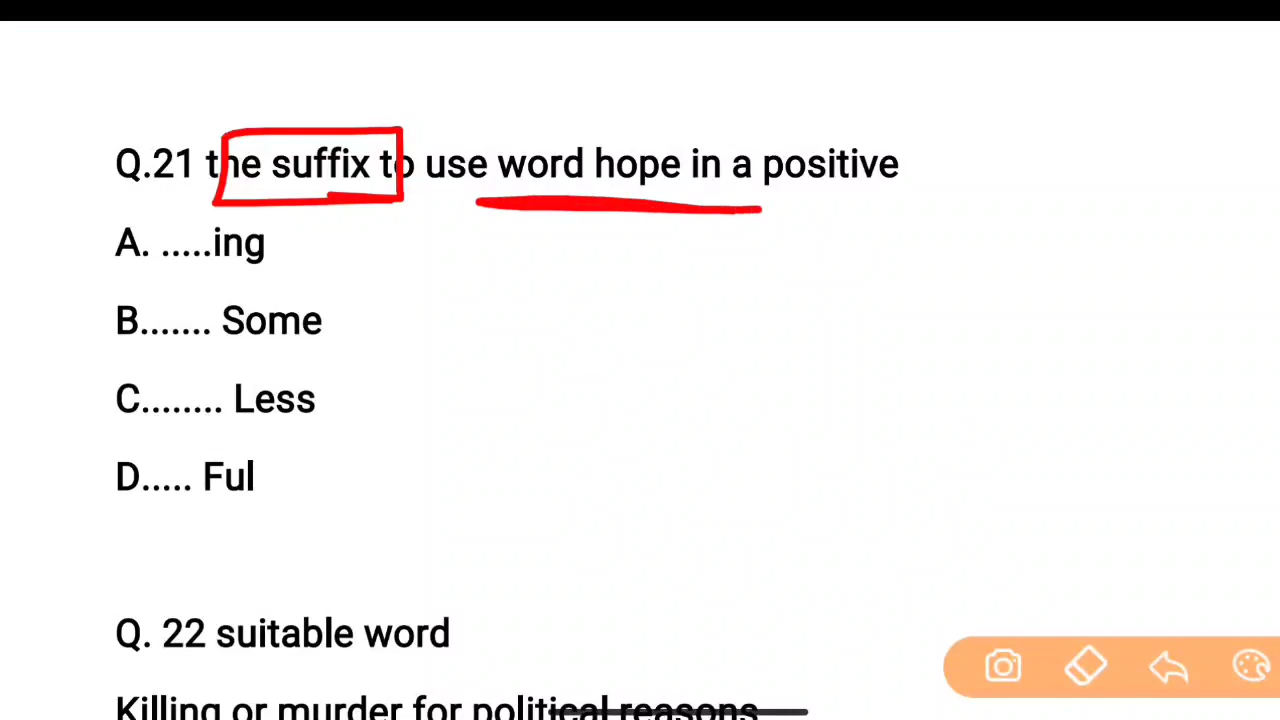 Q.21 the suffix to use word hope in a positive
A. .....ing
B....... Some
C........ Less
D..... Ful
Q. 22 suitable word
Killing or murder for political reasons